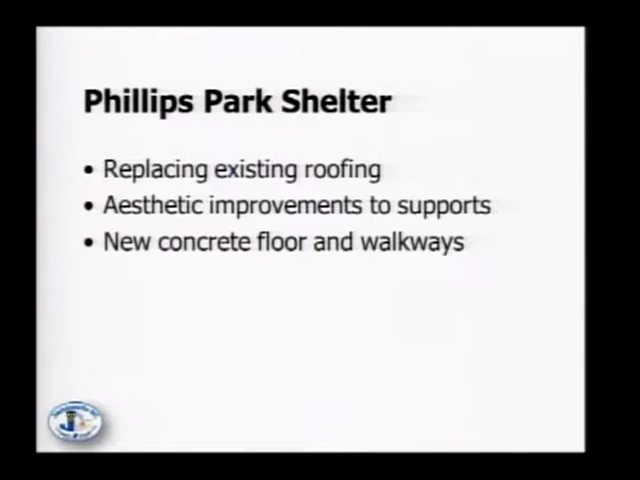 Phillips Park Shelter
• Replacing existing roofing
• Aesthetic improvements to supports
• New concrete floor and walkways